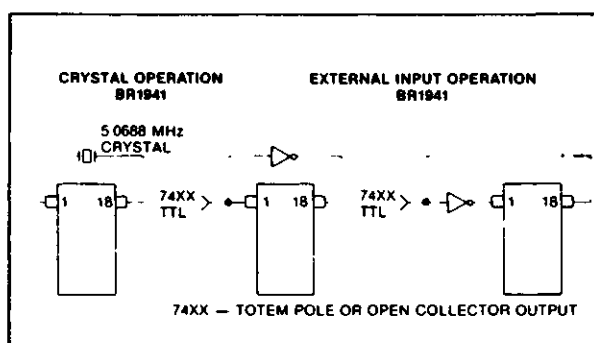 CRYSTAL OPERATION
BR1941
EXTERNAL INPUT OPERATION
BR1941
5.0688 MHz
CRYSTAL
1 18
74XX
TTL
1 18
74XX
TTL
1 18
74XX — TOTEM POLE OR OPEN COLLECTOR OUTPUT